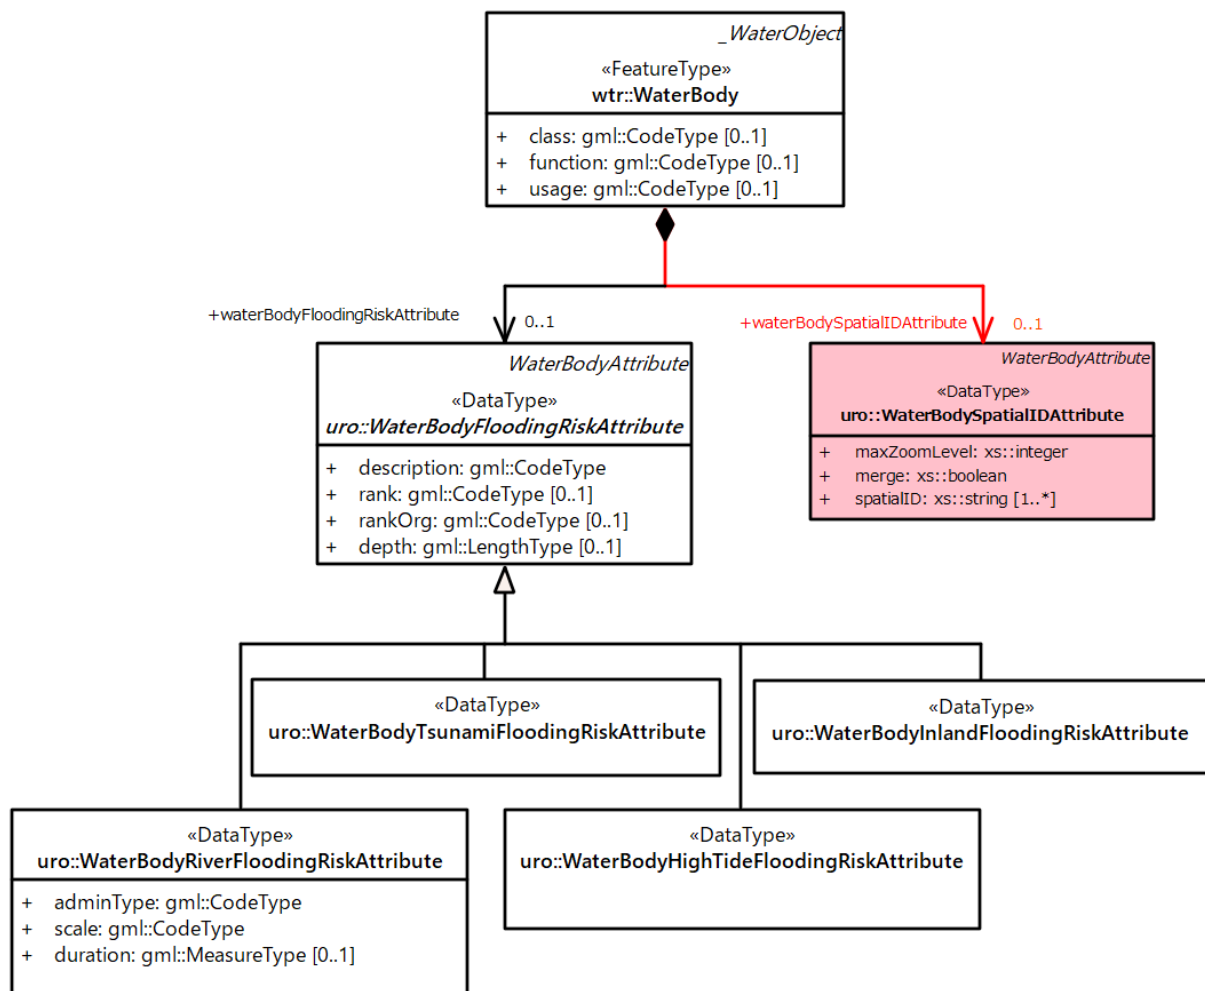 _WaterObject
«FeatureType»
wtr::WaterBody
+ class: gml::CodeType [0..1]
+ function: gml::CodeType [0..1]
+ usage: gml::CodeType [0..1]
+waterBodyFloodingRiskAttribute
0..1
+waterBodySpatialIDAttribute
0..1
WaterBodyAttribute
«DataType»
uro::WaterBodyFloodingRiskAttribute
+ description: gml::CodeType
+ rank: gml::CodeType [0..1]
+ rankOrg: gml::CodeType [0..1]
+ depth: gml::LengthType [0..1]
WaterBodyAttribute
«DataType»
uro::WaterBodySpatialIDAttribute
+ maxZoomLevel: xs::integer
+ merge: xs::boolean
+ spatialID: xs::string [1..*]
«DataType»
uro::WaterBodyTsunamiFloodingRiskAttribute
«DataType»
uro::WaterBodyInlandFloodingRiskAttribute
«DataType»
uro::WaterBodyRiverFloodingRiskAttribute
+ adminType: gml::CodeType
+ scale: gml::CodeType
+ duration: gml::MeasureType [0..1]
«DataType»
uro::WaterBodyHighTideFloodingRiskAttribute